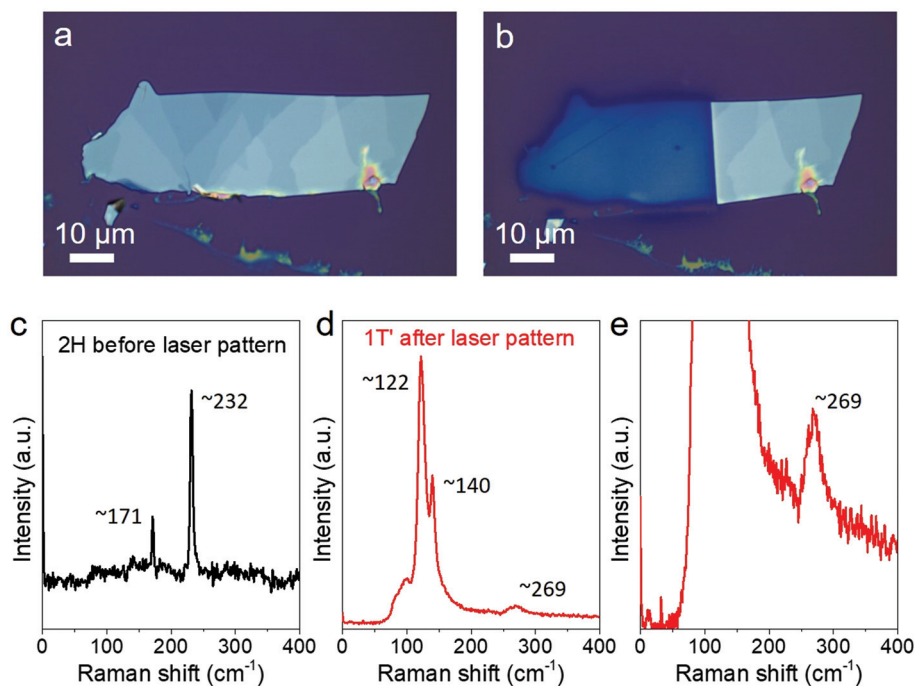 a
b
10 µm
10 µm
c
2H before laser pattern
~232
~171
Intensity (a.u.)
0 100 200 300 400
Raman shift (cm⁻¹)
d
1T' after laser pattern
~122
~140
~269
Intensity (a.u.)
0 100 200 300 400
Raman shift (cm⁻¹)
e
~269
Intensity (a.u.)
0 100 200 300 400
Raman shift (cm⁻¹)